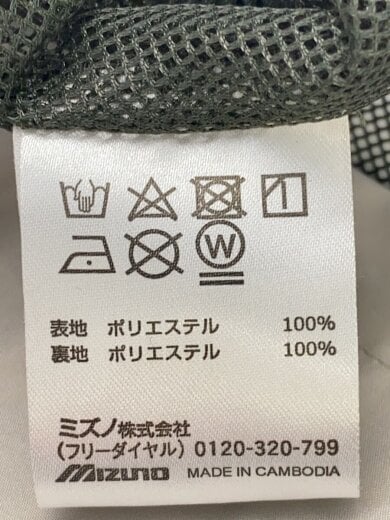 W
表地 ポリエステル 100%
裏地 ポリエステル 100%
ミズノ株式会社
(フリーダイヤル) 0120-320-799
Mizuno MADE IN CAMBODIA